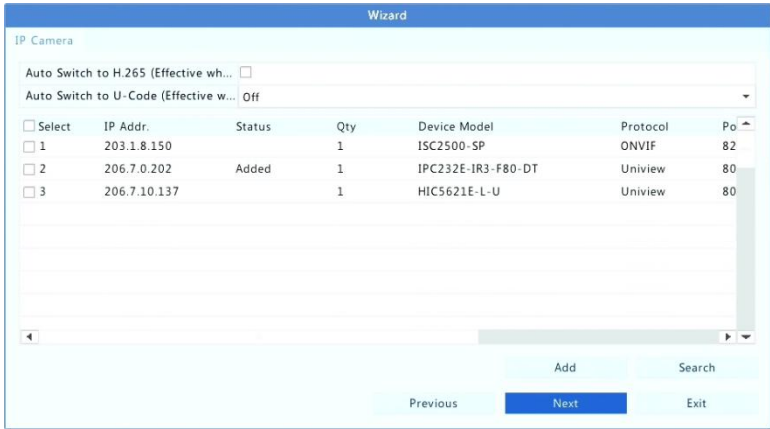 Wizard
IP Camera
Auto Switch to H.265 (Effective wh...
Auto Switch to U-Code (Effective w... Off
Select IP Addr. Status Qty Device Model Protocol Po
1 203.1.8.150 1 ISC2500-SP ONVIF 82
2 206.7.0.202 Added 1 IPC232E-IR3-F80-DT Uniview 80
3 206.7.10.137 1 HIC5621E-L-U Uniview 80
Add Search
Previous Next Exit